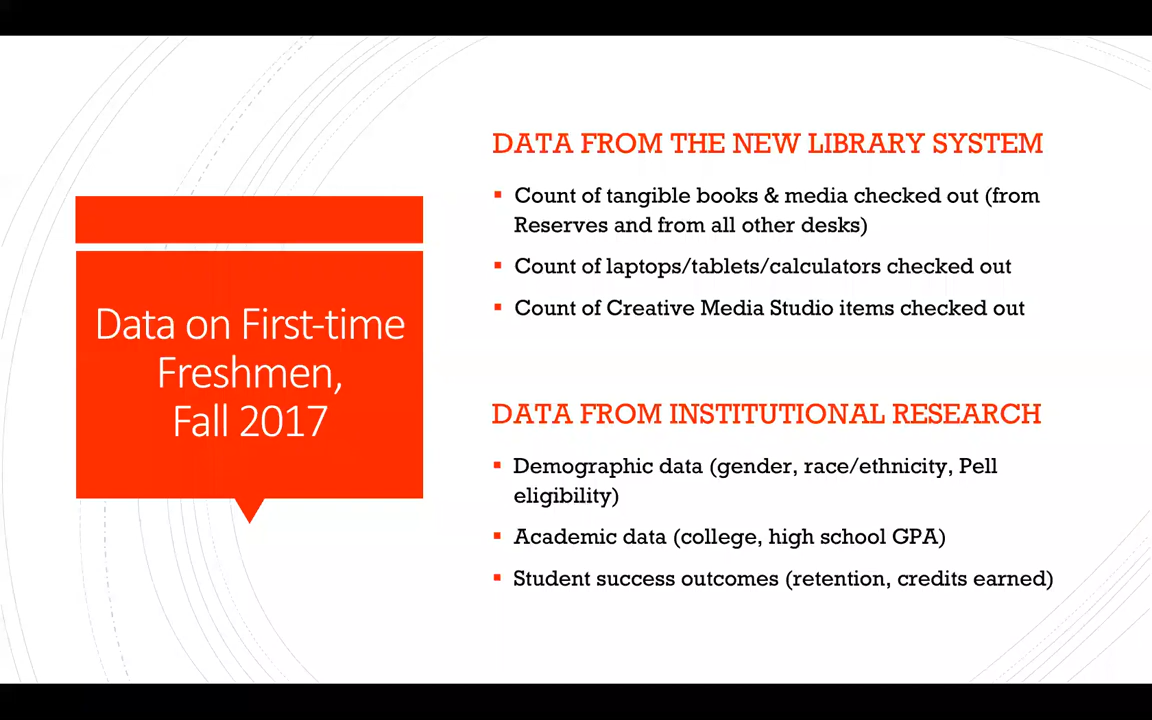 Data on First-time
Freshmen,
Fall 2017
DATA FROM THE NEW LIBRARY SYSTEM
▪ Count of tangible books & media checked out (from
Reserves and from all other desks)
▪ Count of laptops/tablets/calculators checked out
▪ Count of Creative Media Studio items checked out
DATA FROM INSTITUTIONAL RESEARCH
▪ Demographic data (gender, race/ethnicity, Pell
eligibility)
▪ Academic data (college, high school GPA)
▪ Student success outcomes (retention, credits earned)